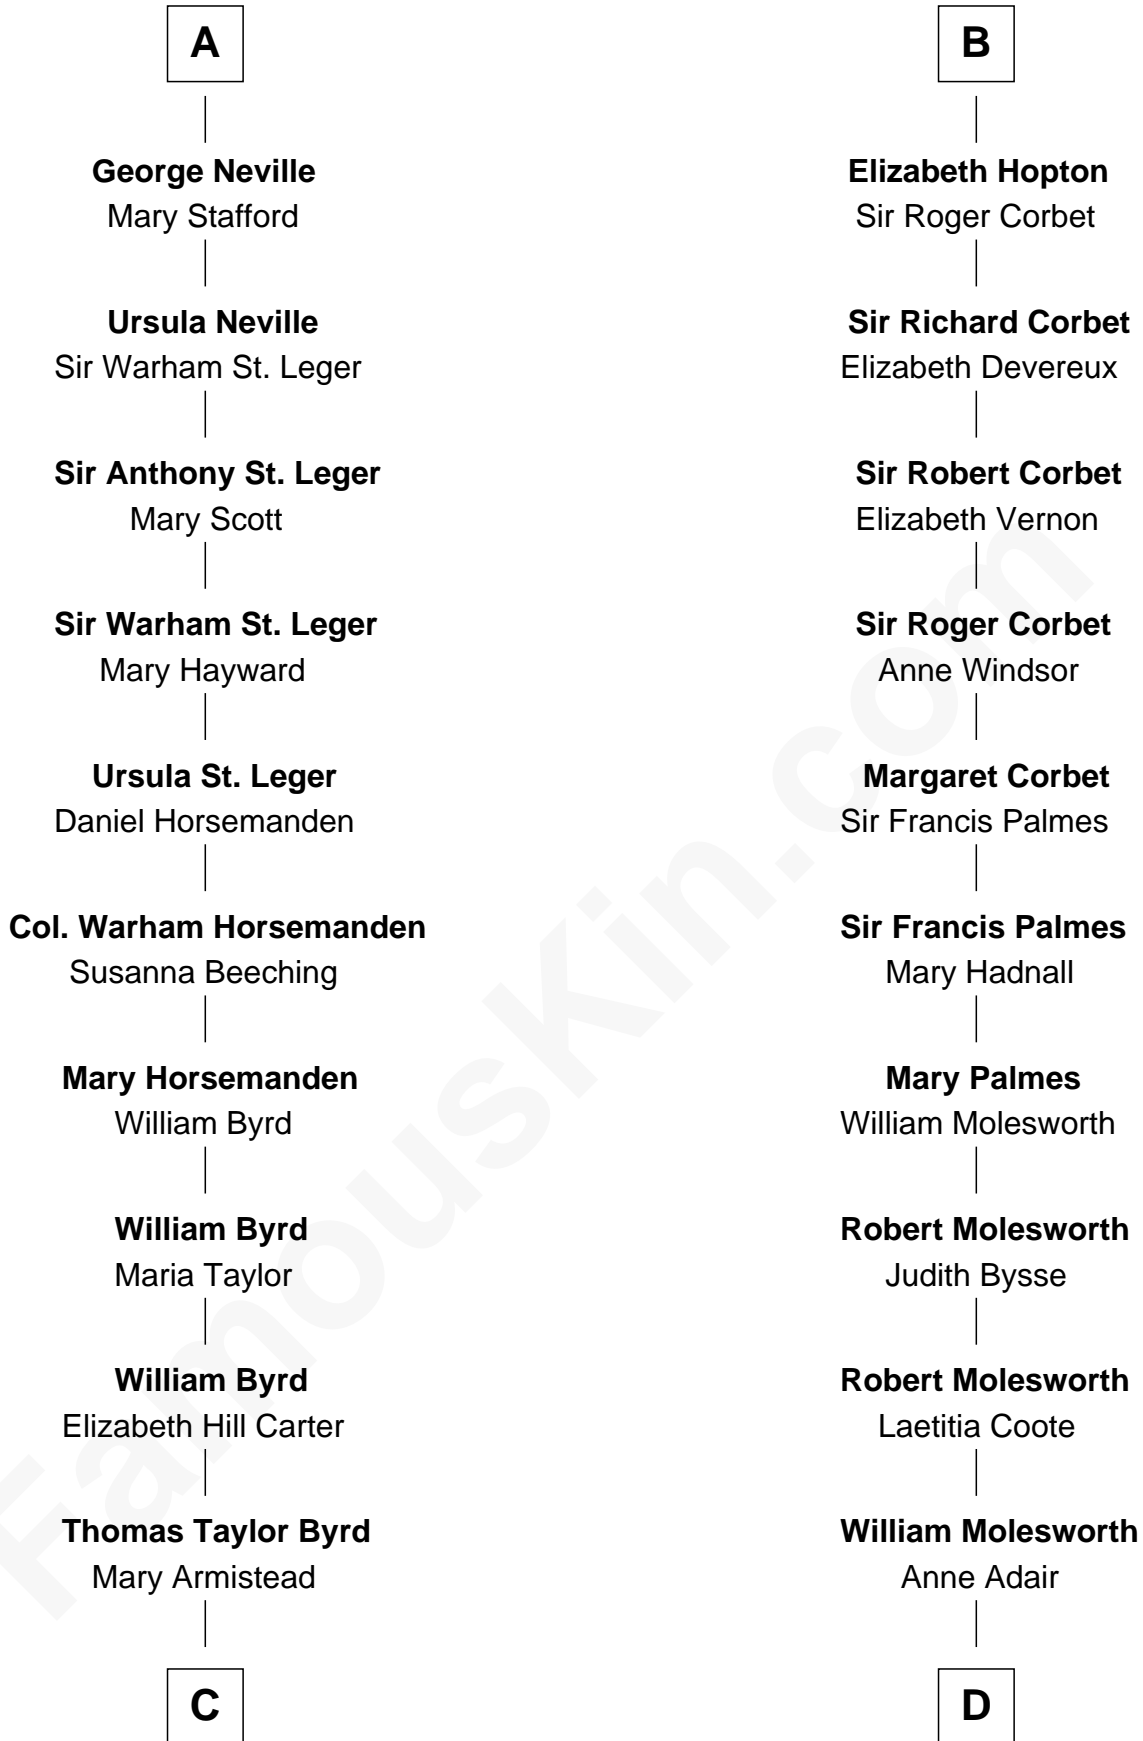 A
George Neville
Mary Stafford
Ursula Neville
Sir Warham St. Leger
Sir Anthony St. Leger
Mary Scott
Sir Warham St. Leger
Mary Hayward
Ursula St. Leger
Daniel Horsemanden
Col. Warham Horsemanden
Susanna Beeching
Mary Horsemanden
William Byrd
William Byrd
Maria Taylor
William Byrd
Elizabeth Hill Carter
Thomas Taylor Byrd
Mary Armistead
C
B
Elizabeth Hopton
Sir Roger Corbet
Sir Richard Corbet
Elizabeth Devereux
Sir Robert Corbet
Elizabeth Vernon
Sir Roger Corbet
Anne Windsor
Margaret Corbet
Sir Francis Palmes
Sir Francis Palmes
Mary Hadnall
Mary Palmes
William Molesworth
Robert Molesworth
Judith Bysse
Robert Molesworth
Laetitia Coote
William Molesworth
Anne Adair
D
FamousKin.com